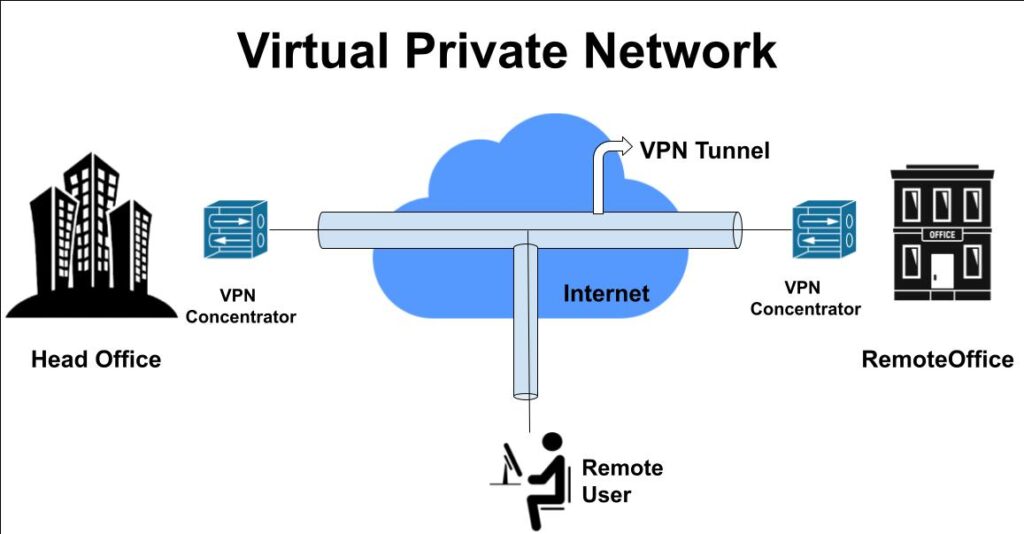 Virtual Private Network
VPN Tunnel
OFFICE
VPN
Concentrator
Internet
VPN
Concentrator
Head Office
RemoteOffice
Remote
User